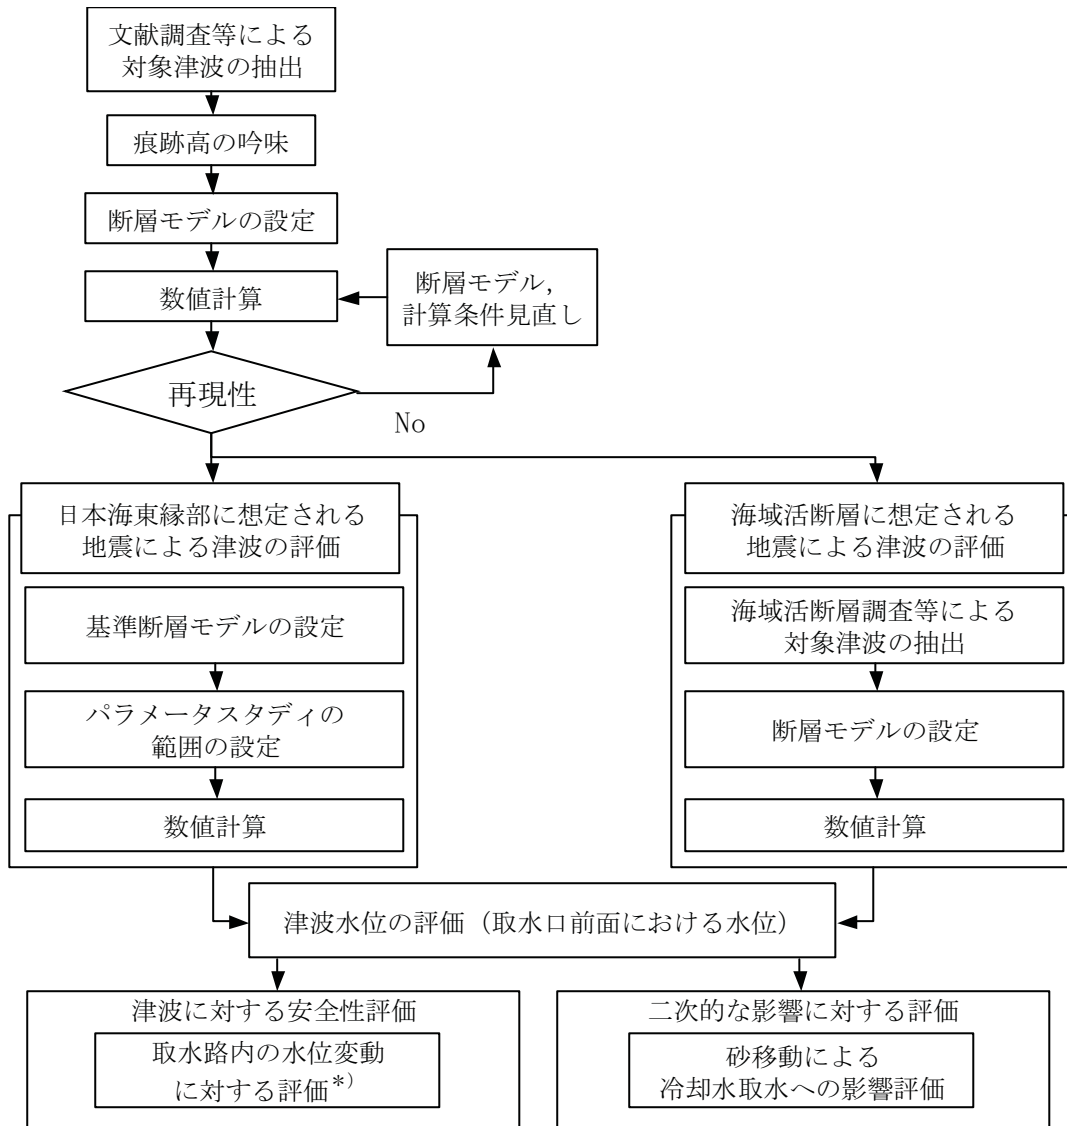 文献調査等による
対象津波の抽出
痕跡高の吟味
断層モデルの設定
数値計算
断層モデル,
計算条件見直し
再現性
No
日本海東縁部に想定される
地震による津波の評価
基準断層モデルの設定
パラメータスタディの
範囲の設定
数値計算
海域活断層に想定される
地震による津波の評価
海域活断層調査等による
対象津波の抽出
断層モデルの設定
数値計算
津波水位の評価（取水口前面における水位）
津波に対する安全性評価
取水路内の水位変動
に対する評価*)
二次的な影響に対する評価
砂移動による
冷却水取水への影響評価